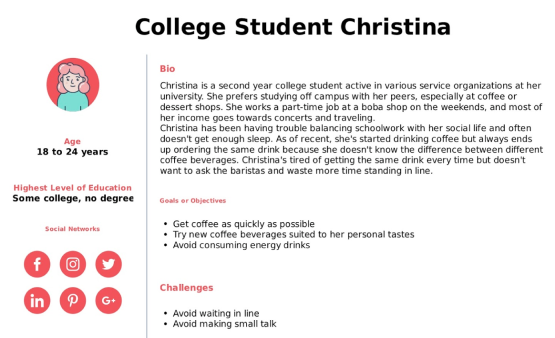 College Student Christina
Age
18 to 24 years
Highest Level of Education
Some college, no degree
Social Networks
f
in
G+
Bio
Christina is a second year college student active in various service organizations at her
university. She prefers studying off campus with her peers, especially at coffee or
dessert shops. She works a part-time job at a boba shop on the weekends, and most of
her income goes towards concerts and traveling.
Christina has been having trouble balancing schoolwork with her social life and often
doesn't get enough sleep. As of recent, she's started drinking coffee but always ends
up ordering the same drink because she doesn't know the difference between different
coffee beverages. Christina's tired of getting the same drink every time but doesn't
want to ask the baristas and waste more time standing in line.
Goals or Objectives
• Get coffee as quickly as possible
• Try new coffee beverages suited to her personal tastes
• Avoid consuming energy drinks
Challenges
• Avoid waiting in line
• Avoid making small talk